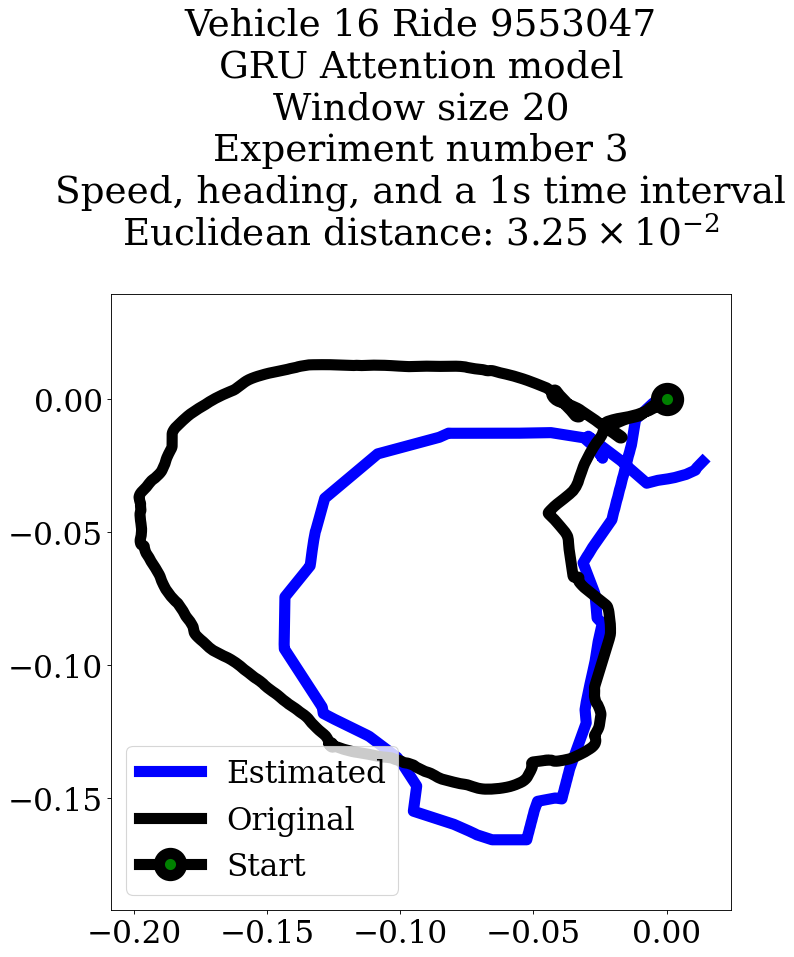 Vehicle 16 Ride 9553047
GRU Attention model
Window size 20
Experiment number 3
Speed, heading, and a 1s time interval
Euclidean distance: 3.25 × 10⁻²
0.00
−0.05
−0.10
−0.15
Estimated
Original
Start
−0.20 −0.15 −0.10 −0.05 0.00